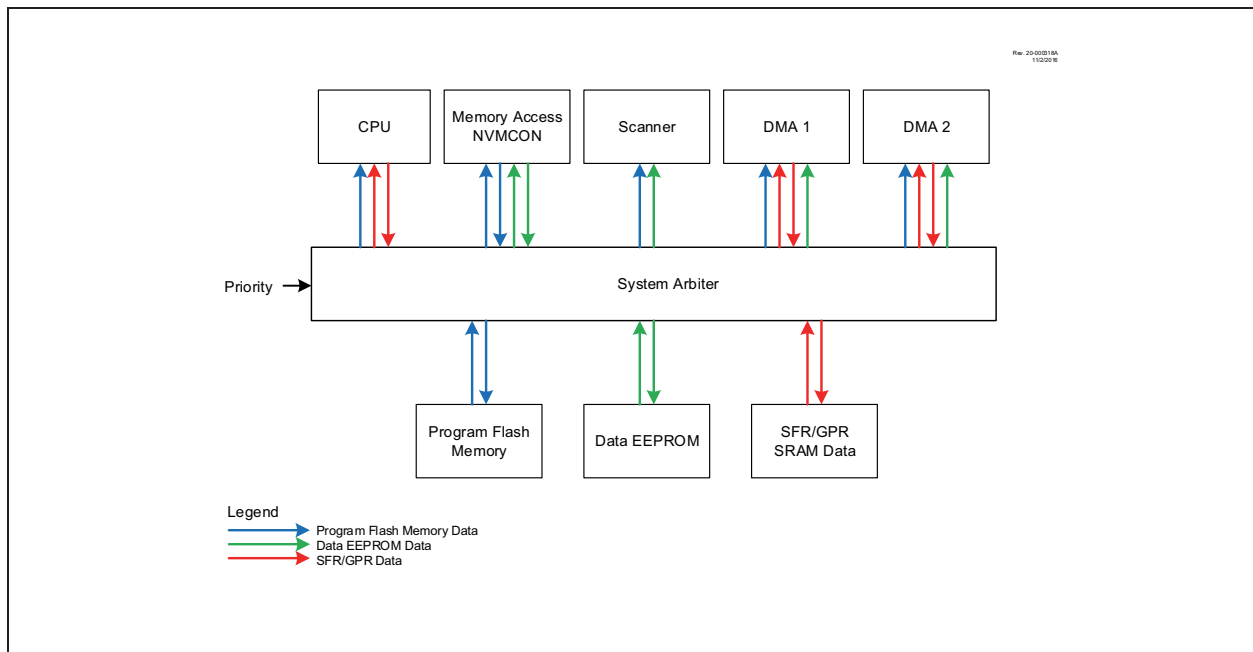 Rev. 20-000318A
11/2/2016
CPU
Memory Access
NVMCON
Scanner
DMA 1
DMA 2
Priority
System Arbiter
Program Flash
Memory
Data EEPROM
SFR/GPR
SRAM Data
Legend
Program Flash Memory Data
Data EEPROM Data
SFR/GPR Data